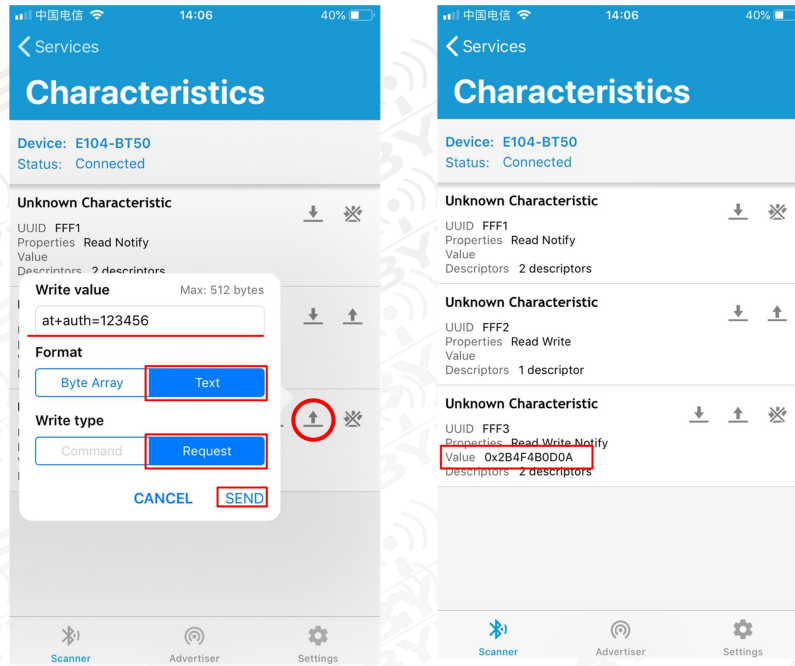 中国电信 14:06 40%
Services
Characteristics
Device: E104-BT50
Status: Connected
Unknown Characteristic
UUID FFF1
Properties Read Notify
Value
Descriptors 2 descriptors
Write value Max: 512 bytes
at+auth=123456
Format
Byte Array Text
Write type
Command Request
CANCEL SEND
Scanner Advertiser Settings
中国电信 14:06 40%
Services
Characteristics
Device: E104-BT50
Status: Connected
Unknown Characteristic
UUID FFF1
Properties Read Notify
Value
Descriptors 2 descriptors
Unknown Characteristic
UUID FFF2
Properties Read Write
Value
Descriptors 1 descriptor
Unknown Characteristic
UUID FFF3
Properties Read Write Notify
Value 0x2B4F4B0D0A
Descriptors 2 descriptors
Scanner Advertiser Settings